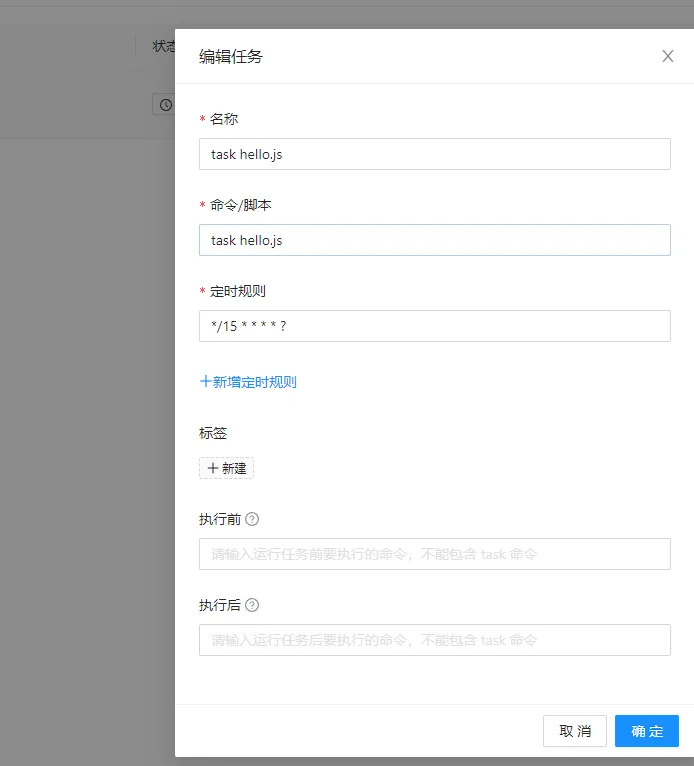 状态
编辑任务
* 名称
task hello.js
* 命令/脚本
task hello.js
* 定时规则
*/15 * * * * ?
+新增定时规则
标签
+ 新建
执行前
请输入运行任务前要执行的命令，不能包含 task 命令
执行后
请输入运行任务后要执行的命令，不能包含 task 命令
取 消
确 定